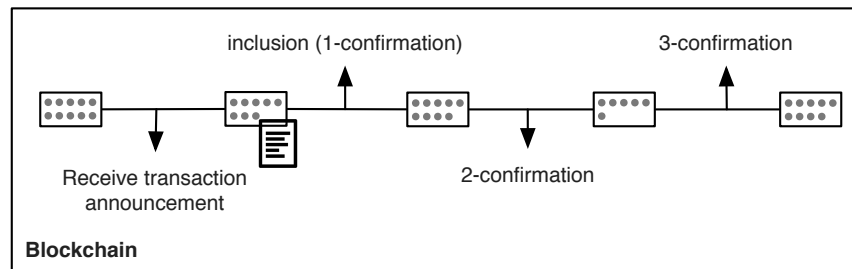 inclusion (1-confirmation)
3-confirmation
Receive transaction
announcement
2-confirmation
Blockchain